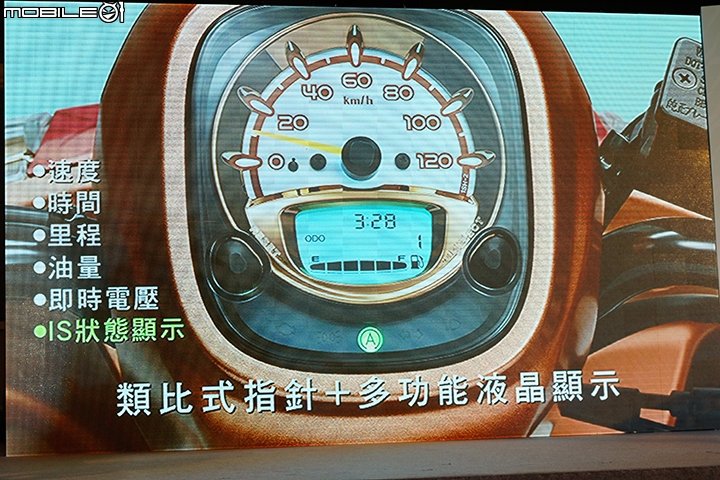 MOBILE01
速度
時間
里程
油量
即時電壓
IS狀態顯示
0 20 40 60 80 100 120
km/h
3:28
ODO 1
E F
A
類比式指針+多功能液晶顯示